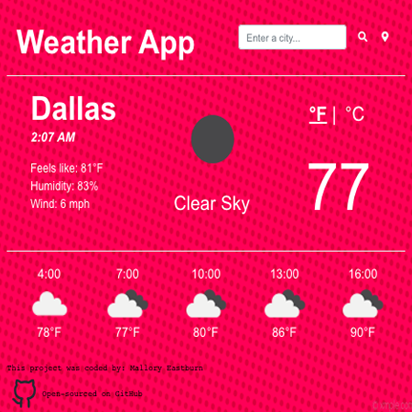 Weather App
Enter a city...
Dallas
2:07 AM
°F | °C
Feels like: 81°F
Humidity: 83%
Wind: 6 mph
Clear Sky
77
4:00 7:00 10:00 13:00 16:00
78°F 77°F 80°F 86°F 90°F
This project was coded by: Mallory Eastburn
Open-sourced on GitHub